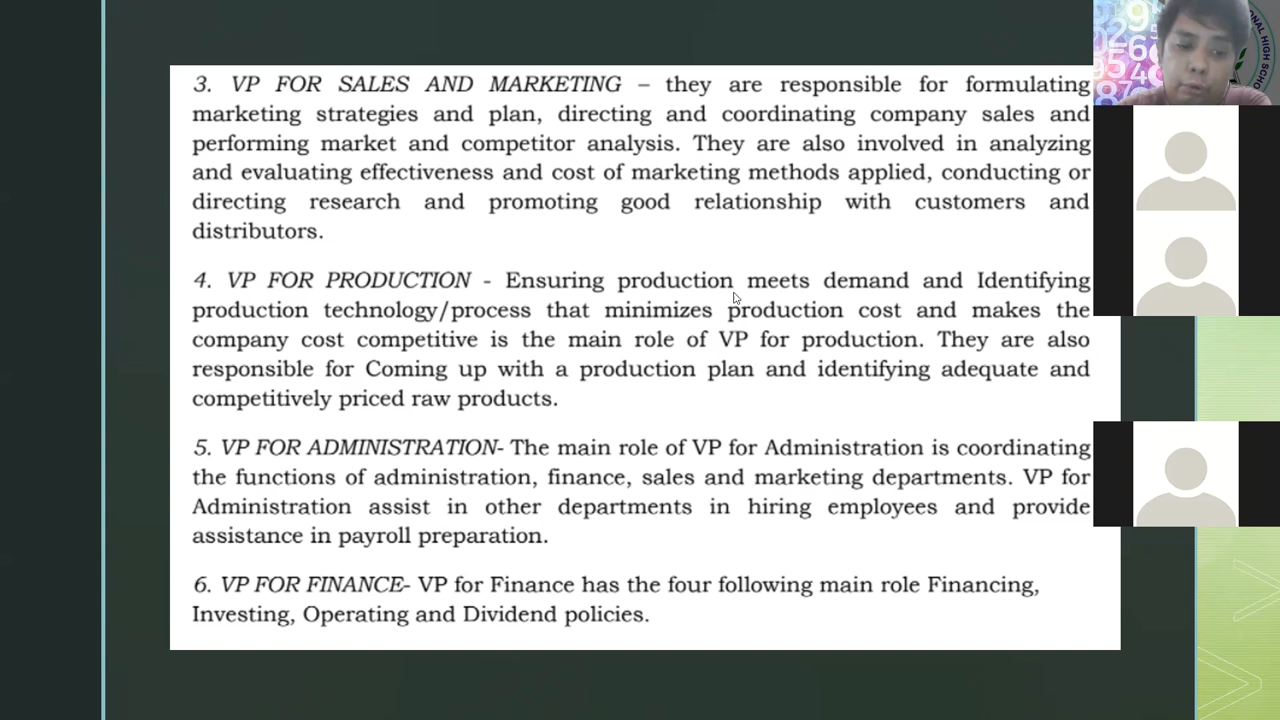 3. VP FOR SALES AND MARKETING – they are responsible for formulating
marketing strategies and plan, directing and coordinating company sales and
performing market and competitor analysis. They are also involved in analyzing
and evaluating effectiveness and cost of marketing methods applied, conducting or
directing research and promoting good relationship with customers and
distributors.
4. VP FOR PRODUCTION - Ensuring production meets demand and Identifying
production technology/process that minimizes production cost and makes the
company cost competitive is the main role of VP for production. They are also
responsible for Coming up with a production plan and identifying adequate and
competitively priced raw products.
5. VP FOR ADMINISTRATION- The main role of VP for Administration is coordinating
the functions of administration, finance, sales and marketing departments. VP for
Administration assist in other departments in hiring employees and provide
assistance in payroll preparation.
6. VP FOR FINANCE- VP for Finance has the four following main role Financing,
Investing, Operating and Dividend policies.
HIGH